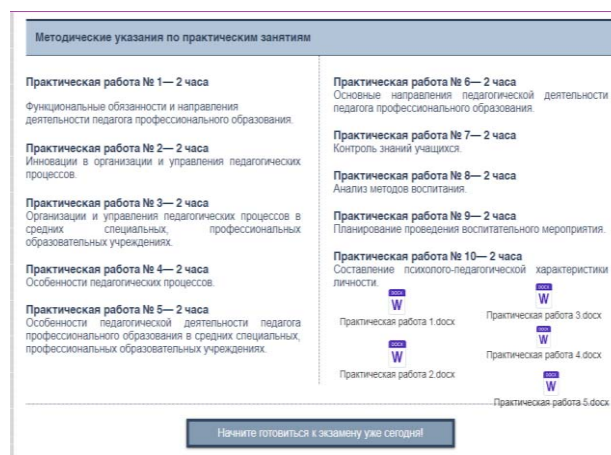 Методические указания по практическим занятиям
Практическая работа № 1— 2 часа
Функциональные обязанности и направления
деятельности педагога профессионального образования.
Практическая работа № 2— 2 часа
Инновации в организации и управления педагогических
процессов.
Практическая работа № 3— 2 часа
Организации и управления педагогических процессов в
средних специальных, профессиональных
образовательных учреждениях.
Практическая работа № 4— 2 часа
Особенности педагогических процессов.
Практическая работа № 5— 2 часа
Особенности педагогической деятельности педагога
профессионального образования в средних специальных,
профессиональных образовательных учреждениях.
Практическая работа № 6— 2 часа
Основные направления педагогической деятельности
педагога профессионального образования.
Практическая работа № 7— 2 часа
Контроль знаний учащихся.
Практическая работа № 8— 2 часа
Анализ методов воспитания.
Практическая работа № 9— 2 часа
Планирование проведения воспитательного мероприятия.
Практическая работа № 10— 2 часа
Составление психолого-педагогической характеристики
личности.
DOCX
W
Практическая работа 1.docx
DOCX
W
Практическая работа 2.docx
DOCX
W
Практическая работа 3.docx
DOCX
W
Практическая работа 4.docx
DOCX
W
Практическая работа 5.docx
Начните готовиться к экзамену уже сегодня!